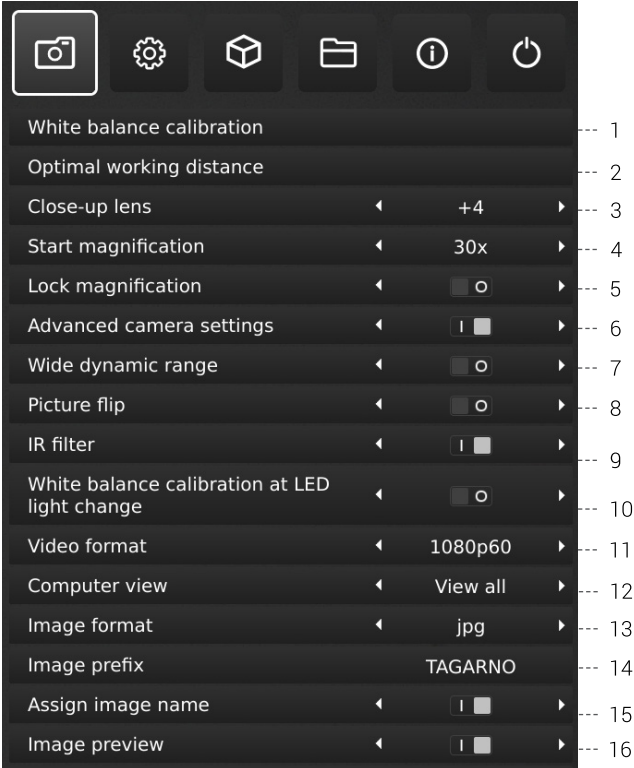 White balance calibration 1
Optimal working distance 2
Close-up lens +4 3
Start magnification 30x 4
Lock magnification O 5
Advanced camera settings I 6
Wide dynamic range O 7
Picture flip O 8
IR filter I 9
White balance calibration at LED
light change O 10
Video format 1080p60 11
Computer view View all 12
Image format jpg 13
Image prefix TAGARNO 14
Assign image name I 15
Image preview I 16